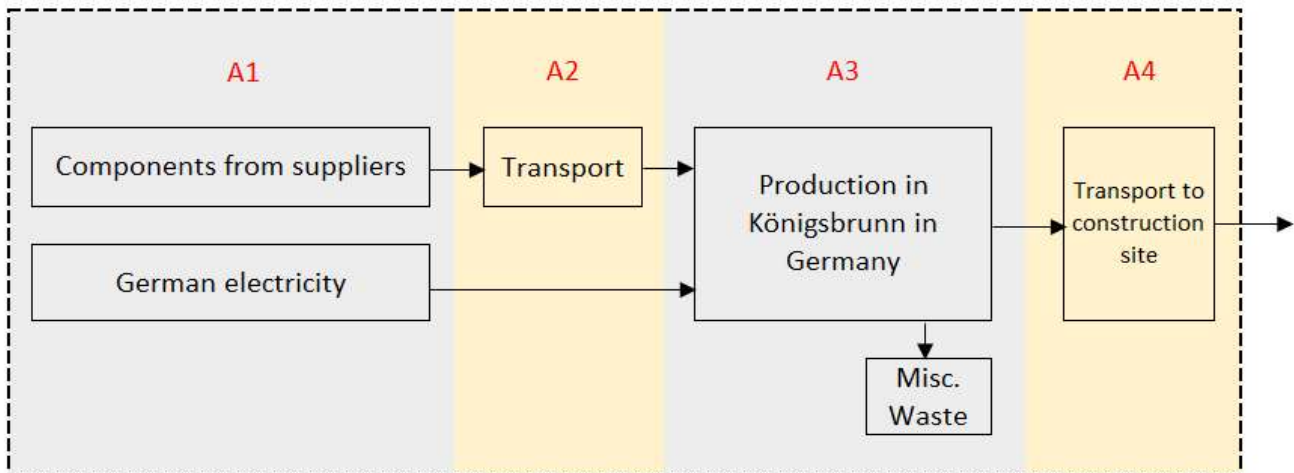 A1
A2
A3
A4
Components from suppliers
Transport
Production in
Königsbrunn in
Germany
Transport to
construction
site
German electricity
Misc.
Waste